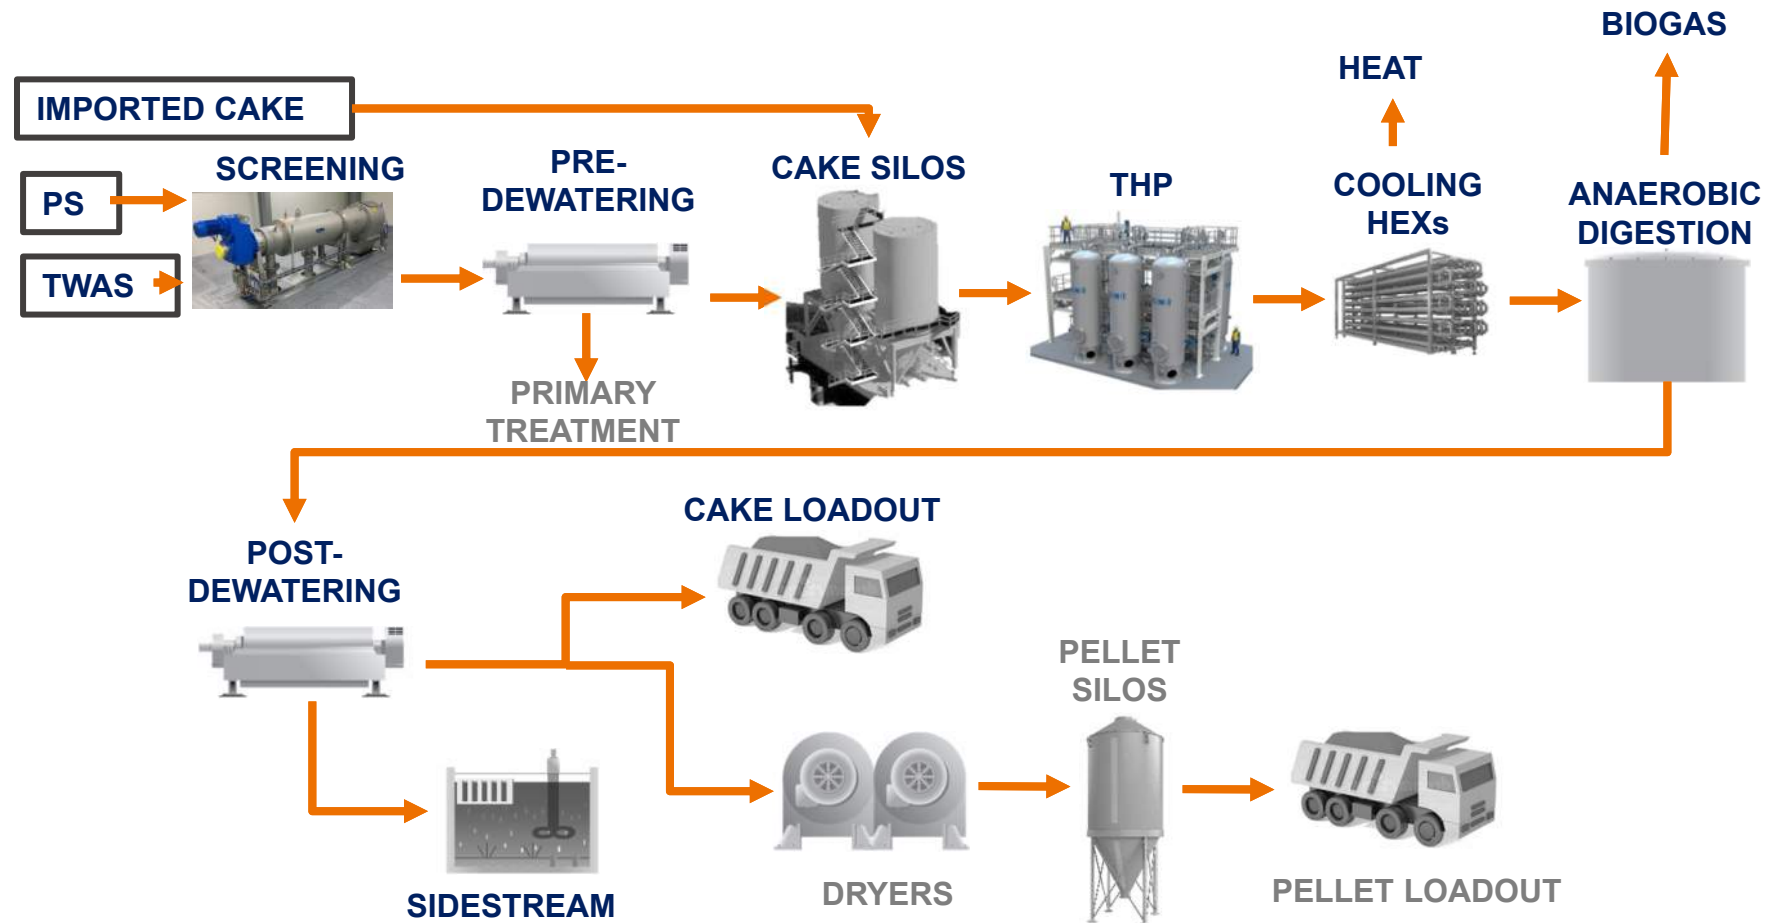 BIOGAS
HEAT
IMPORTED CAKE
SCREENING
PRE-
DEWATERING
CAKE SILOS
THP
COOLING
HEXs
ANAEROBIC
DIGESTION
PS
TWAS
PRIMARY
TREATMENT
CAKE LOADOUT
POST-
DEWATERING
PELLET
SILOS
DRYERS
PELLET LOADOUT
SIDESTREAM